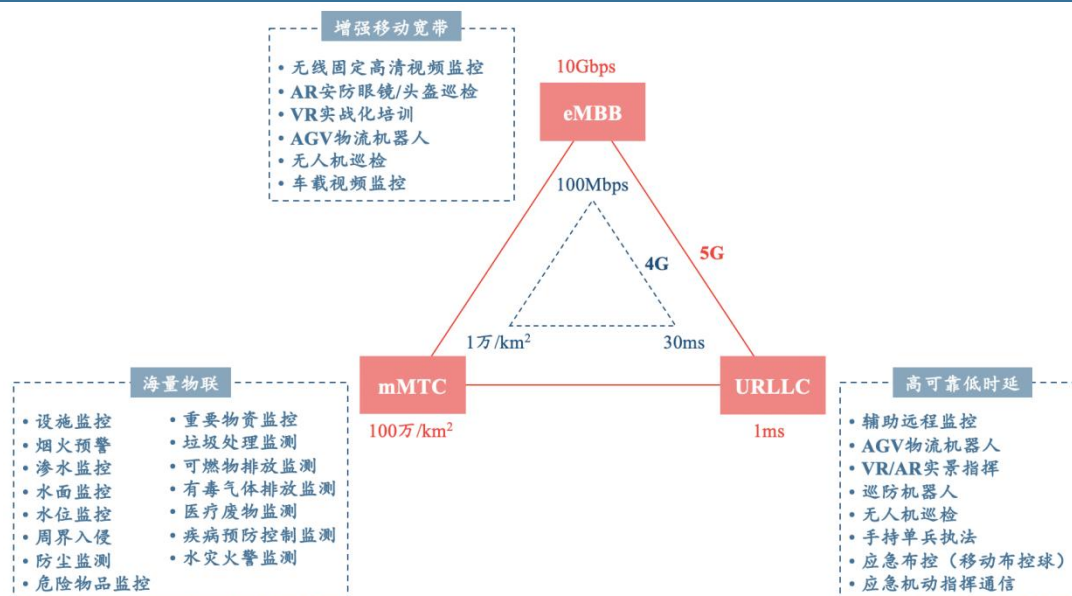 增强移动宽带
• 无线固定高清视频监控
• AR安防眼镜/头盔巡检
• VR实战化培训
• AGV物流机器人
• 无人机巡检
• 车载视频监控
10Gbps
eMBB
100Mbps
4G
5G
1万/km²
30ms
mMTC
100万/km²
URLLC
1ms
海量物联
• 设施监控
• 烟火预警
• 渗水监控
• 水面监控
• 水位监控
• 周界入侵
• 防尘监测
• 危险物品监控
• 重要物资监控
• 垃圾处理监测
• 可燃物排放监测
• 有毒气体排放监测
• 医疗废物监测
• 疾病预防控制监测
• 水灾火警监测
高可靠低时延
• 辅助远程监控
• AGV物流机器人
• VR/AR实景指挥
• 巡防机器人
• 无人机巡检
• 手持单兵执法
• 应急布控（移动布控球）
• 应急机动指挥通信